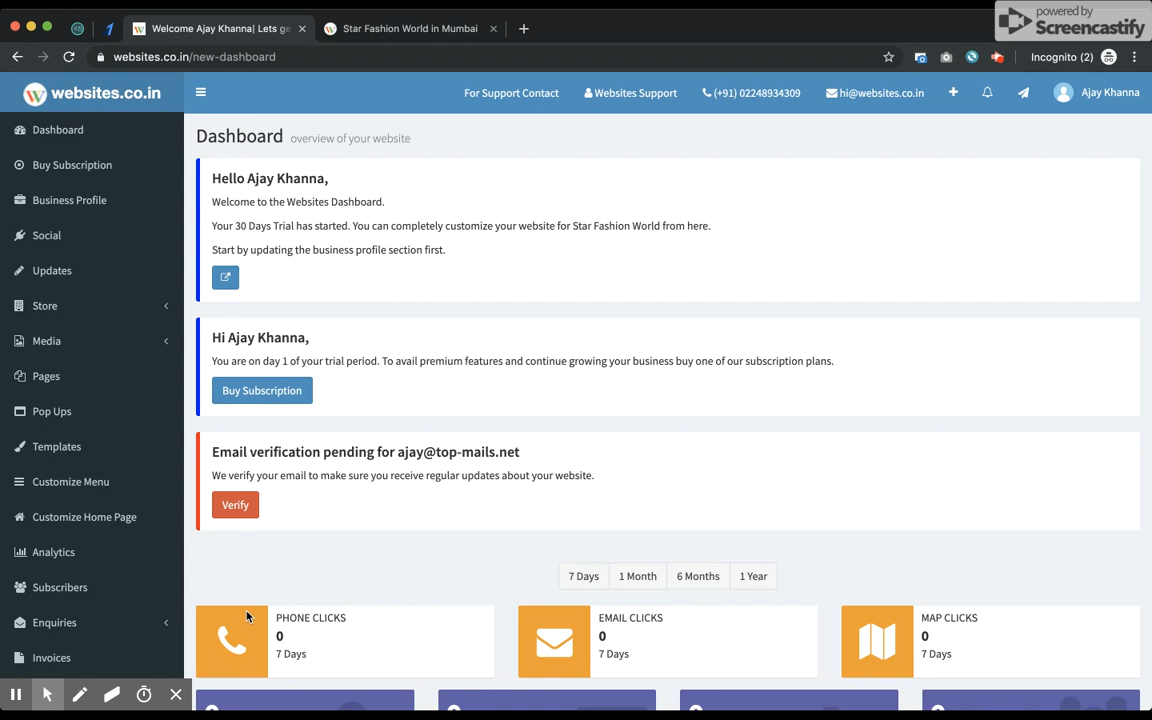 powered by
Screencastify
Welcome Ajay Khanna| Lets ge
Star Fashion World in Mumbai
websites.co.in/new-dashboard
Incognito (2)
websites.co.in
For Support Contact
Websites Support
(+91) 02248934309
hi@websites.co.in
Ajay Khanna
Dashboard
Buy Subscription
Business Profile
Social
Updates
Store
Media
Pages
Pop Ups
Templates
Customize Menu
Customize Home Page
Analytics
Subscribers
Enquiries
Invoices
Dashboard overview of your website
Hello Ajay Khanna,
Welcome to the Websites Dashboard.
Your 30 Days Trial has started. You can completely customize your website for Star Fashion World from here.
Start by updating the business profile section first.
Hi Ajay Khanna,
You are on day 1 of your trial period. To avail premium features and continue growing your business buy one of our subscription plans.
Buy Subscription
Email verification pending for ajay@top-mails.net
We verify your email to make sure you receive regular updates about your website.
Verify
7 Days
1 Month
6 Months
1 Year
PHONE CLICKS
0
7 Days
EMAIL CLICKS
0
7 Days
MAP CLICKS
0
7 Days